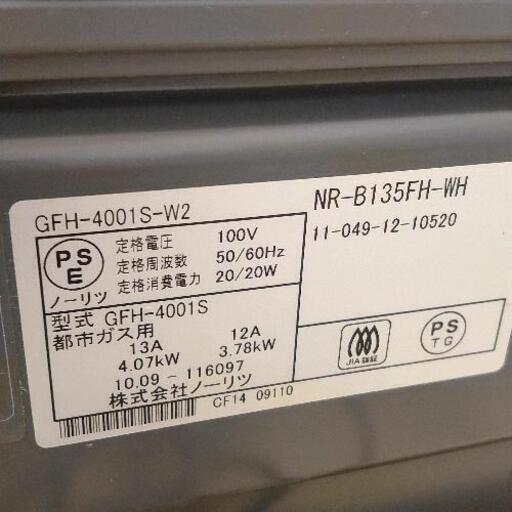 GFH-4001S-W2
NR-B135FH-WH
11-049-12-10520
PS
E
ノーリツ
定格電圧 100V
定格周波数 50/60Hz
定格消費電力 20/20W
型式 GFH-4001S
都市ガス用
13A 12A
4.07kW 3.78kW
10.09-116097
株式会社ノーリツ
JIA認証
PS
TG
CF14 09110